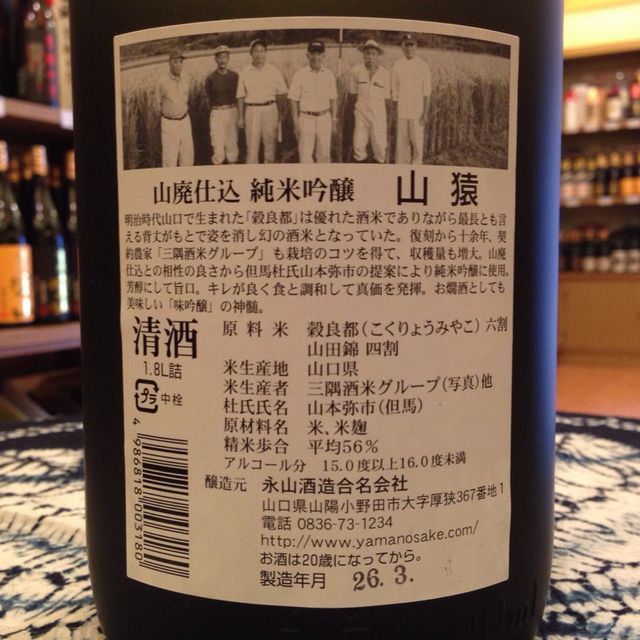 山廃仕込 純米吟醸 山猿
明治時代山口で生まれた「穀良都」は優れた酒米でありながら最長とも言
える背丈がもとで姿を消し幻の酒米となっていました。復刻から十余年、契
約農家「三隅酒米グループ」も栽培のコツを得て、収穫量も増大。山廃
仕込との相性の良さから但馬杜氏山本弥市の提案により純米吟醸に使用。
芳醇にして旨口。キレが良く食と調和して真価を発揮。お燗酒としても
美味しい「味吟醸」の神髄。
清酒
1.8L詰
プラ 中栓
原料米 穀良都(こくりょうみやこ) 六割
山田錦 四割
米生産地 山口県
米生産者 三隅酒米グループ(写真)他
杜氏氏名 山本弥市(但馬)
原材料名 米、米麹
精米歩合 平均56%
アルコール分 15.0度以上16.0度未満
醸造元 永山酒造合名会社
山口県山陽小野田市大字厚狭367番地1
電話 0836-73-1234
http://www.yamanosake.com/
お酒は20歳になってから。
製造年月 26.3.
4 986818 003180